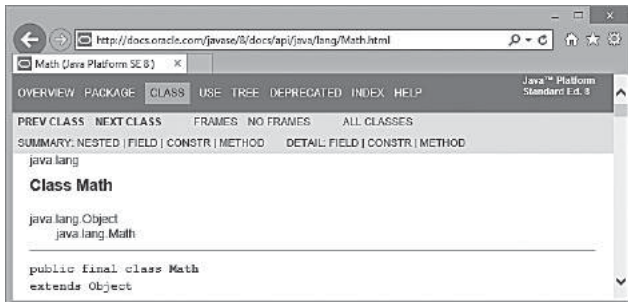 http://docs.oracle.com/javase/8/docs/api/java/lang/Math.html
Math (Java Platform SE 8 ) ×
OVERVIEW PACKAGE CLASS USE TREE DEPRECATED INDEX HELP
Java™ Platform
Standard Ed. 8
PREV CLASS NEXT CLASS FRAMES NO FRAMES ALL CLASSES
SUMMARY: NESTED | FIELD | CONSTR | METHOD DETAIL: FIELD | CONSTR | METHOD
java.lang
Class Math
java.lang.Object
java.lang.Math
public final class Math
extends Object